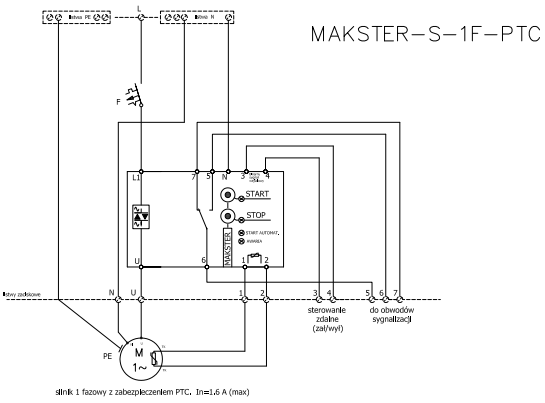 L
listwa PE
listwa N
MAKSTER-S-1F-PTC
F
L1 7 5 N 3 4
START
STOP
START AUTOMAT.
AWARIA
MAKSTER
U 6 1 2
listwy zaciskowe
N U 1 2 3 4 5 6 7
sterowanie
zdalne
(zał/wył)
do obwodów
sygnalizacji
PE
M
1~
silnik 1 fazowy z zabezpieczeniem PTC. In=1.6 A (max)